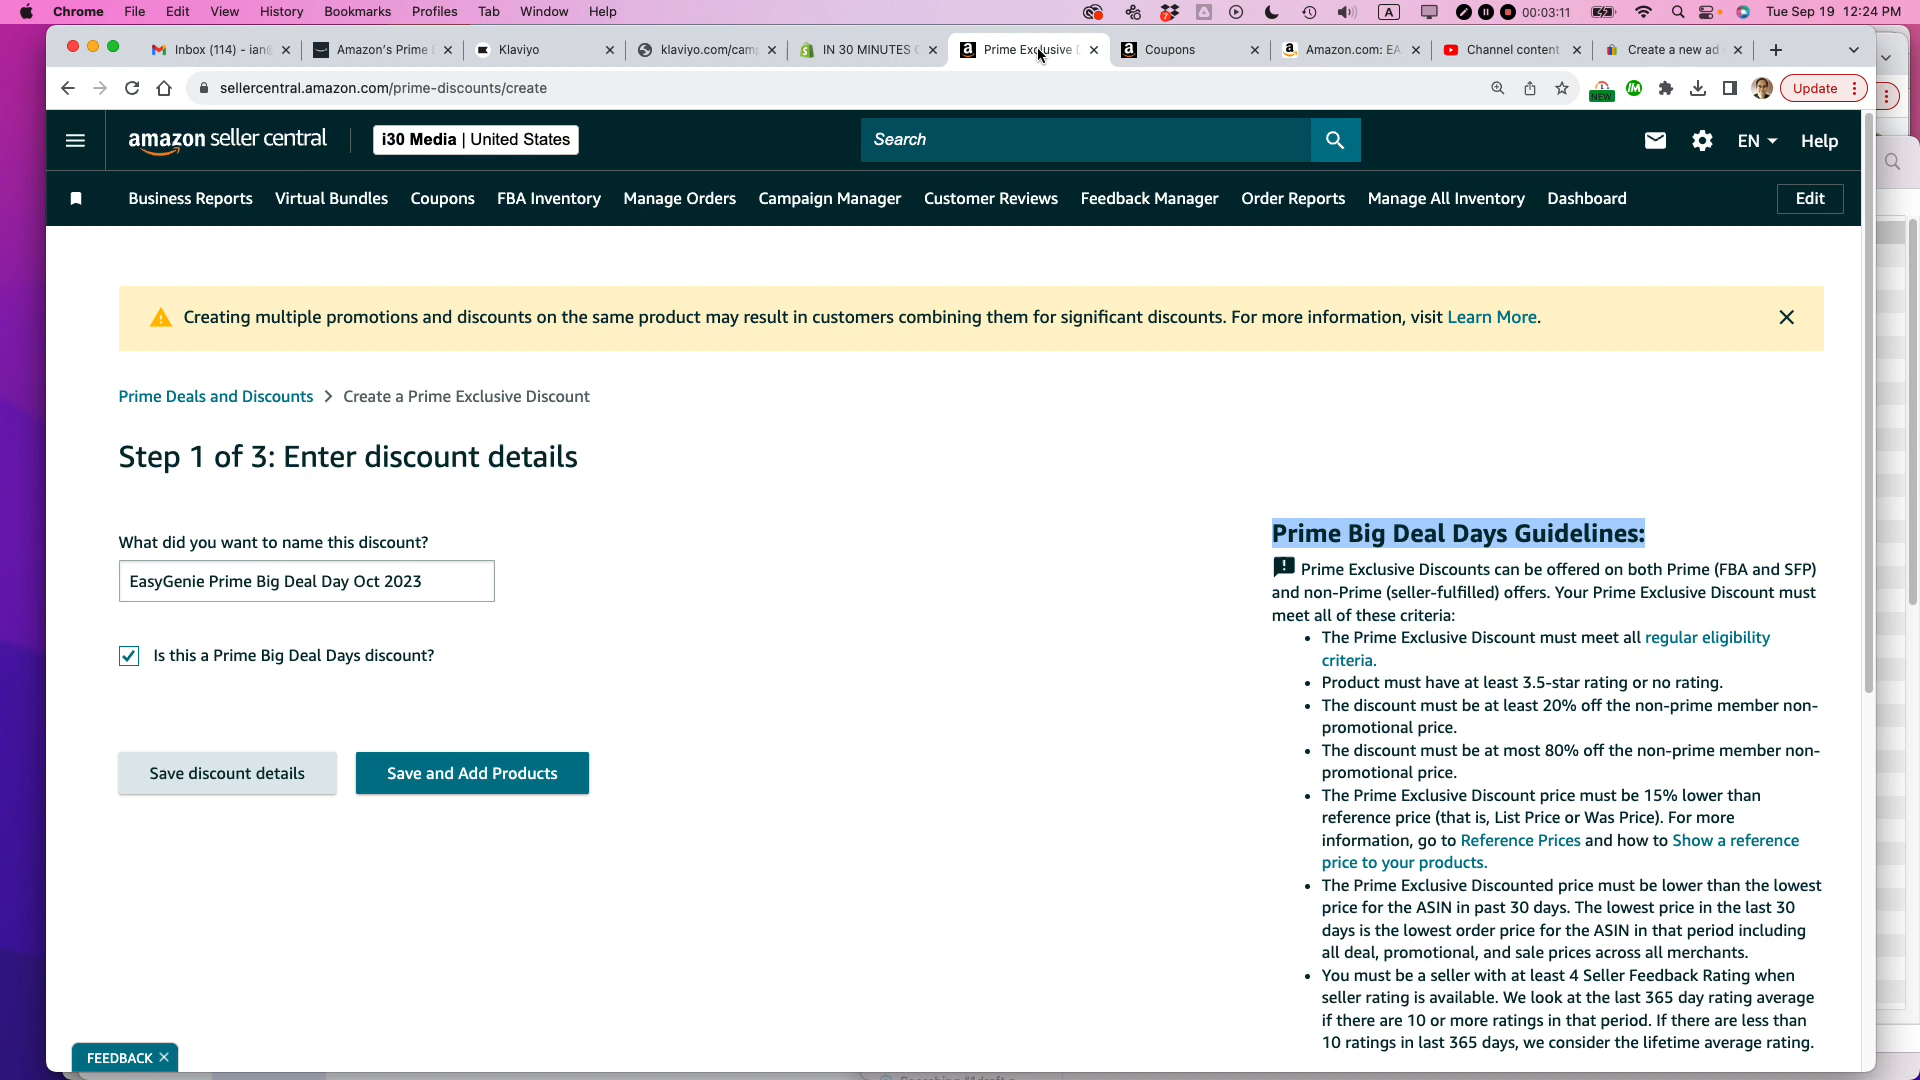 Chrome File Edit View History Bookmarks Profiles Tab Window Help A 00:03:11 Tue Sep 19 12:24 PM
Inbox (114) - ian@ Amazon's Prime Klaviyo klaviyo.com/cam IN 30 MINUTES Prime Exclusive D Coupons Amazon.com: EA Channel content Create a new ad
sellercentral.amazon.com/prime-discounts/create NEW Update
amazon seller central i30 Media | United States Search EN Help
Business Reports Virtual Bundles Coupons FBA Inventory Manage Orders Campaign Manager Customer Reviews Feedback Manager Order Reports Manage All Inventory Dashboard Edit
Creating multiple promotions and discounts on the same product may result in customers combining them for significant discounts. For more information, visit Learn More.
Prime Deals and Discounts > Create a Prime Exclusive Discount
Step 1 of 3: Enter discount details
What did you want to name this discount?
EasyGenie Prime Big Deal Day Oct 2023
Is this a Prime Big Deal Days discount?
Save discount details Save and Add Products
Prime Big Deal Days Guidelines:
Prime Exclusive Discounts can be offered on both Prime (FBA and SFP)
and non-Prime (seller-fulfilled) offers. Your Prime Exclusive Discount must
meet all of these criteria:
• The Prime Exclusive Discount must meet all regular eligibility
criteria.
• Product must have at least 3.5-star rating or no rating.
• The discount must be at least 20% off the non-prime member non-
promotional price.
• The discount must be at most 80% off the non-prime member non-
promotional price.
• The Prime Exclusive Discount price must be 15% lower than
reference price (that is, List Price or Was Price). For more
information, go to Reference Prices and how to Show a reference
price to your products.
• The Prime Exclusive Discounted price must be lower than the lowest
price for the ASIN in past 30 days. The lowest price in the last 30
days is the lowest order price for the ASIN in that period including
all deal, promotional, and sale prices across all merchants.
• You must be a seller with at least 4 Seller Feedback Rating when
seller rating is available. We look at the last 365 day rating average
if there are 10 or more ratings in that period. If there are less than
10 ratings in last 365 days, we consider the lifetime average rating.
FEEDBACK